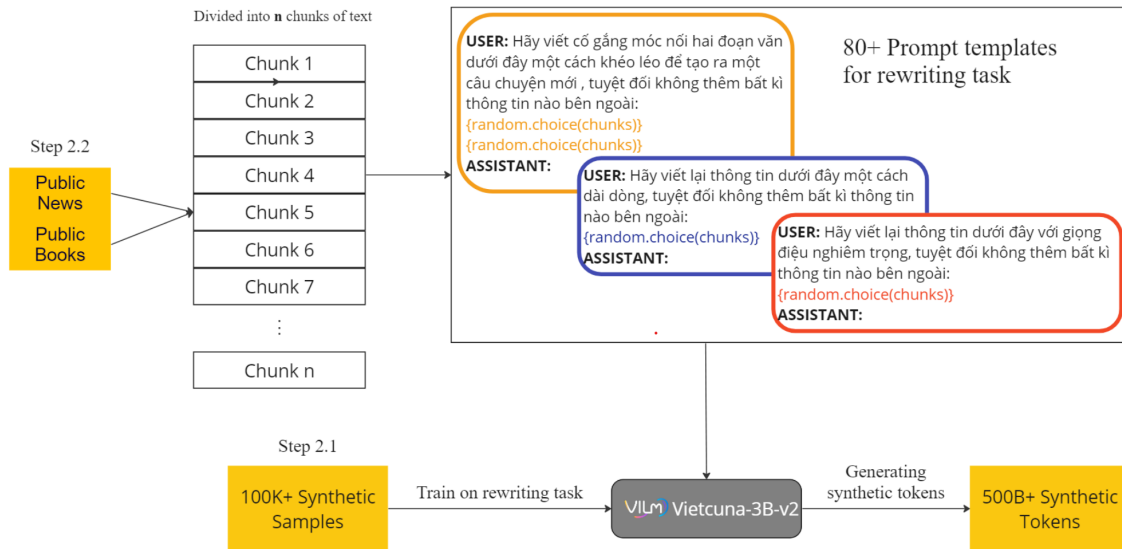 Divided into n chunks of text
Chunk 1
Chunk 2
Chunk 3
Chunk 4
Chunk 5
Chunk 6
Chunk 7
⋮
Chunk n
Step 2.2
Public
News
Public
Books
USER: Hãy viết cố gắng móc nối hai đoạn văn
dưới đây một cách khéo léo để tạo ra một
câu chuyện mới , tuyệt đối không thêm bất kì
thông tin nào bên ngoài:
{random.choice(chunks)}
{random.choice(chunks)}
ASSISTANT:
80+ Prompt templates
for rewriting task
USER: Hãy viết lại thông tin dưới đây một cách
dài dòng, tuyệt đối không thêm bất kì thông tin
nào bên ngoài:
{random.choice(chunks)}
ASSISTANT:
USER: Hãy viết lại thông tin dưới đây với giọng
điệu nghiêm trọng, tuyệt đối không thêm bất kì
thông tin nào bên ngoài:
{random.choice(chunks)}
ASSISTANT:
Step 2.1
100K+ Synthetic
Samples
Train on rewriting task
VILM Vietcuna-3B-v2
Generating
synthetic tokens
500B+ Synthetic
Tokens